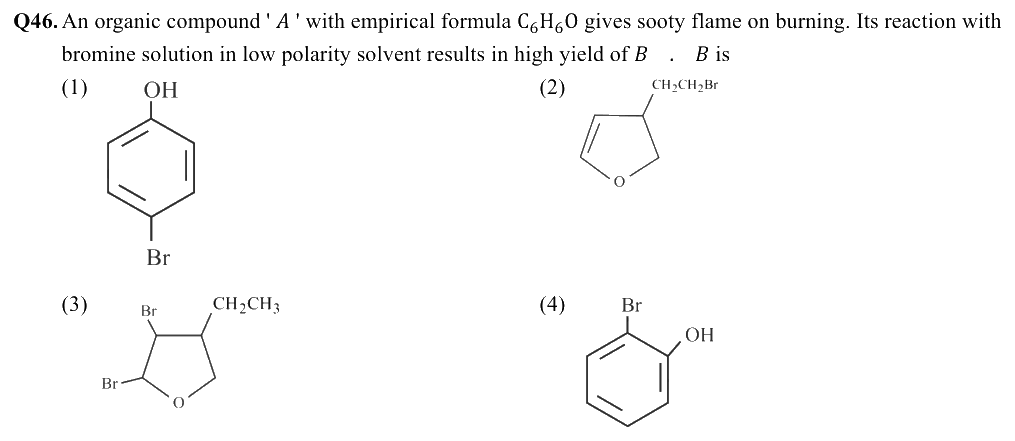 Q46. An organic compound ' A ' with empirical formula C₆H₆O gives sooty flame on burning. Its reaction with
bromine solution in low polarity solvent results in high yield of B . B is
(1) OH
Br
(2) CH₂CH₂Br
O
(3) Br CH₂CH₃
Br
O
(4) Br
OH